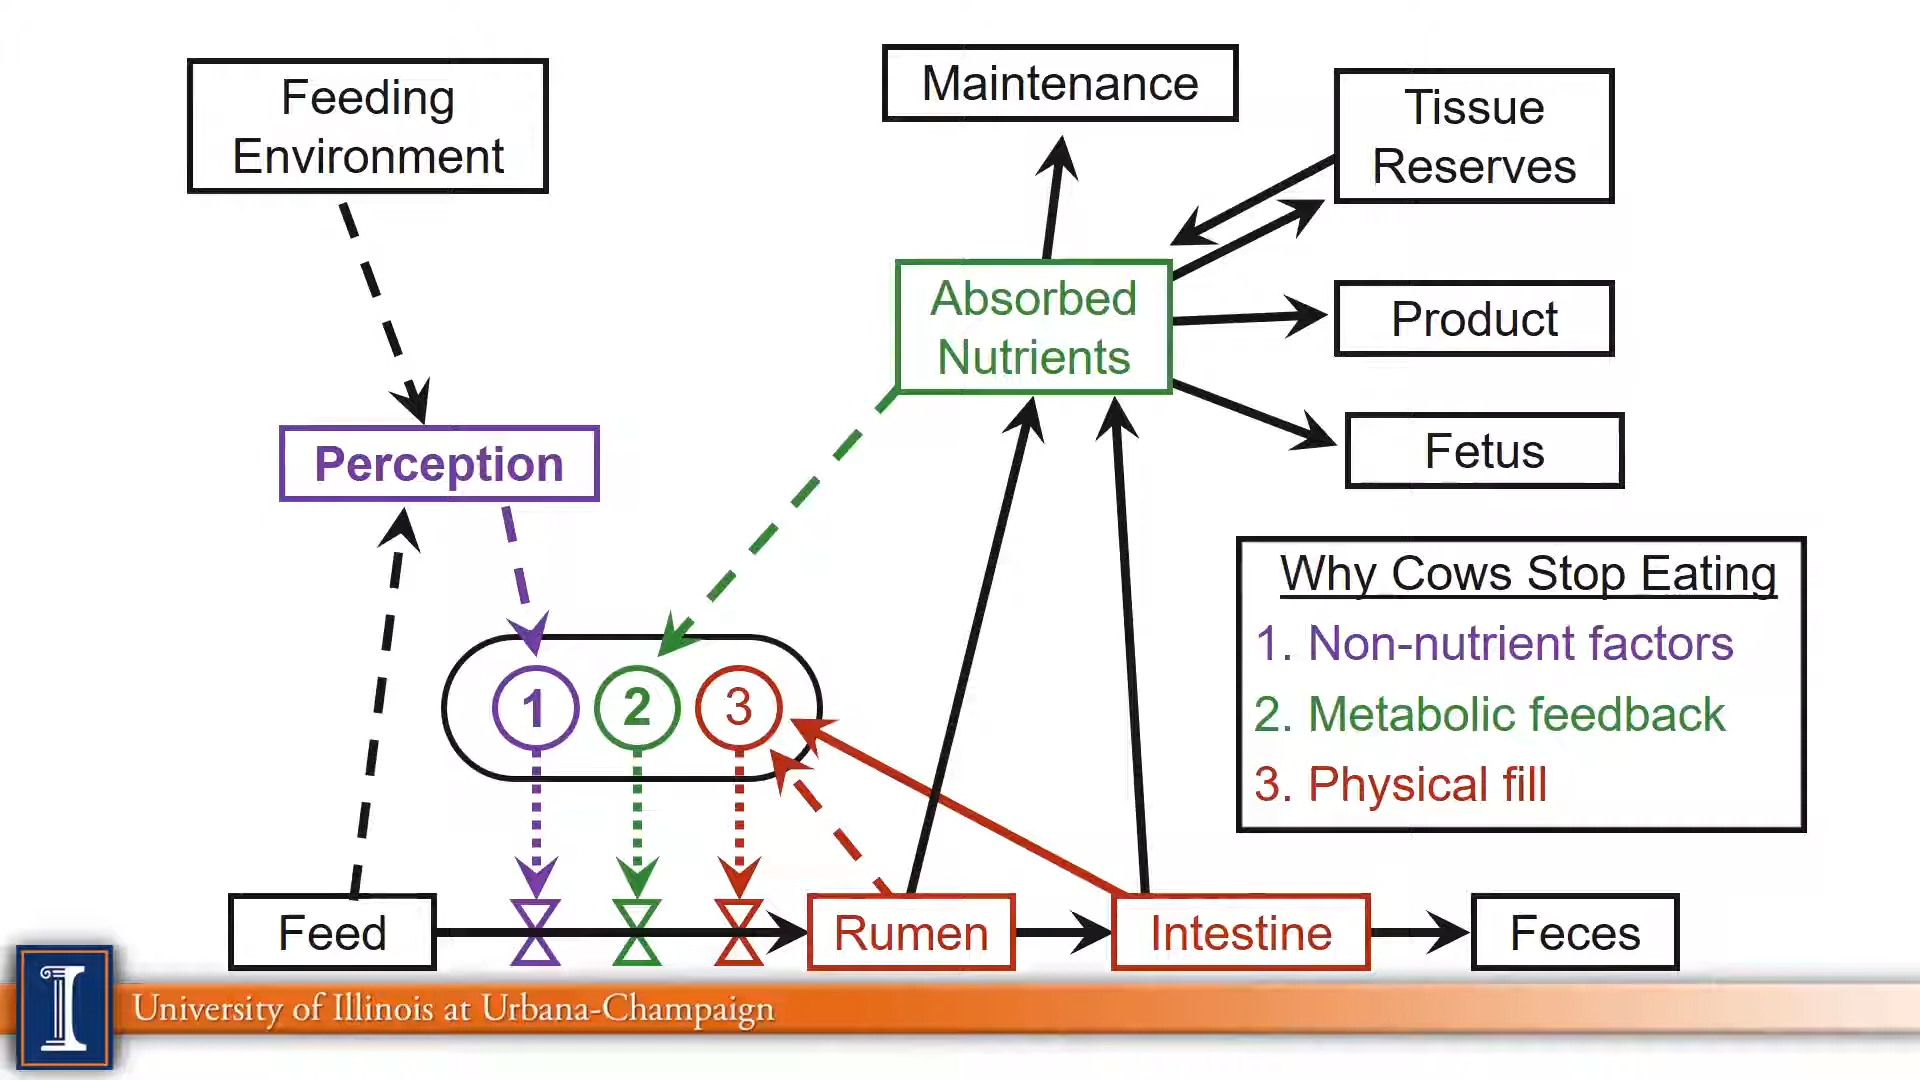 Feeding
Environment
Maintenance
Tissue
Reserves
Absorbed
Nutrients
Product
Perception
Fetus
Why Cows Stop Eating
1. Non-nutrient factors
2. Metabolic feedback
3. Physical fill
1
2
3
Feed
Rumen
Intestine
Feces
I
University of Illinois at Urbana-Champaign